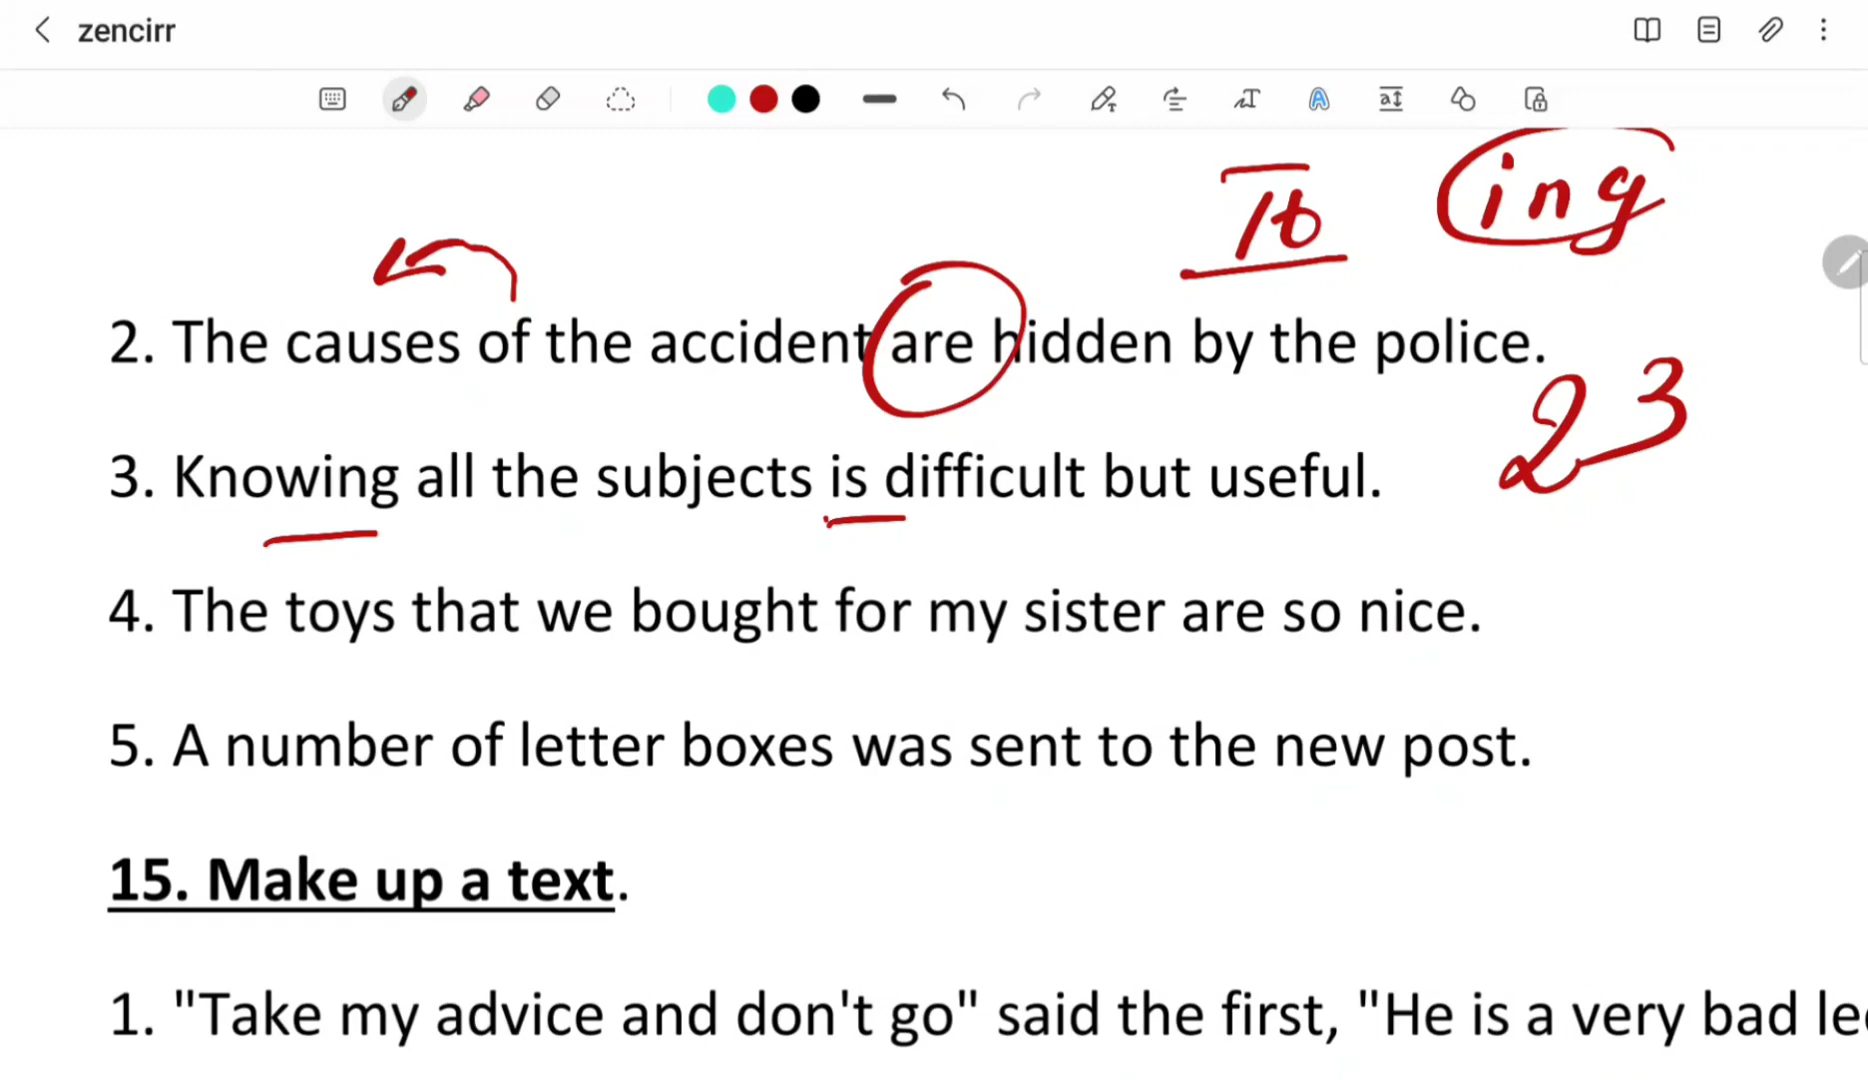 zencirr
To ing
2. The causes of the accident are hidden by the police.
23
3. Knowing all the subjects is difficult but useful.
4. The toys that we bought for my sister are so nice.
5. A number of letter boxes was sent to the new post.
15. Make up a text.
1. "Take my advice and don't go" said the first, "He is a very bad